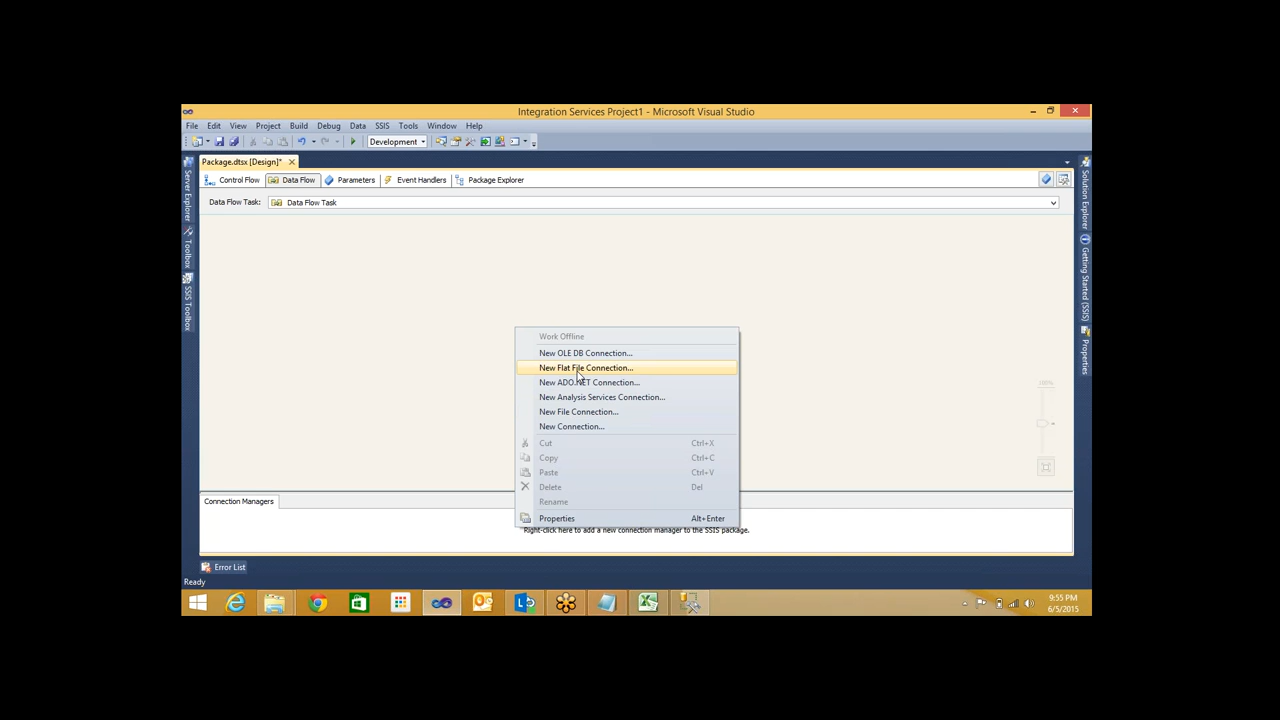 Integration Services Project1 - Microsoft Visual Studio
File Edit View Project Build Debug Data SSIS Tools Window Help
Development
Package.dtsx [Design]*
Control Flow Data Flow Parameters Event Handlers Package Explorer
Data Flow Task: Data Flow Task
Server Explorer
Toolbox
SSIS Toolbox
Solution Explorer
Getting Started (SSIS)
Properties
Work Offline
New OLE DB Connection...
New Flat File Connection...
New ADO.NET Connection...
New Analysis Services Connection...
New File Connection...
New Connection...
Cut Ctrl+X
Copy Ctrl+C
Paste Ctrl+V
Delete Del
Rename
Properties Alt+Enter
100%
Connection Managers
Right-click here to add a new connection manager to the SSIS package.
Error List
Ready
9:55 PM
6/5/2015